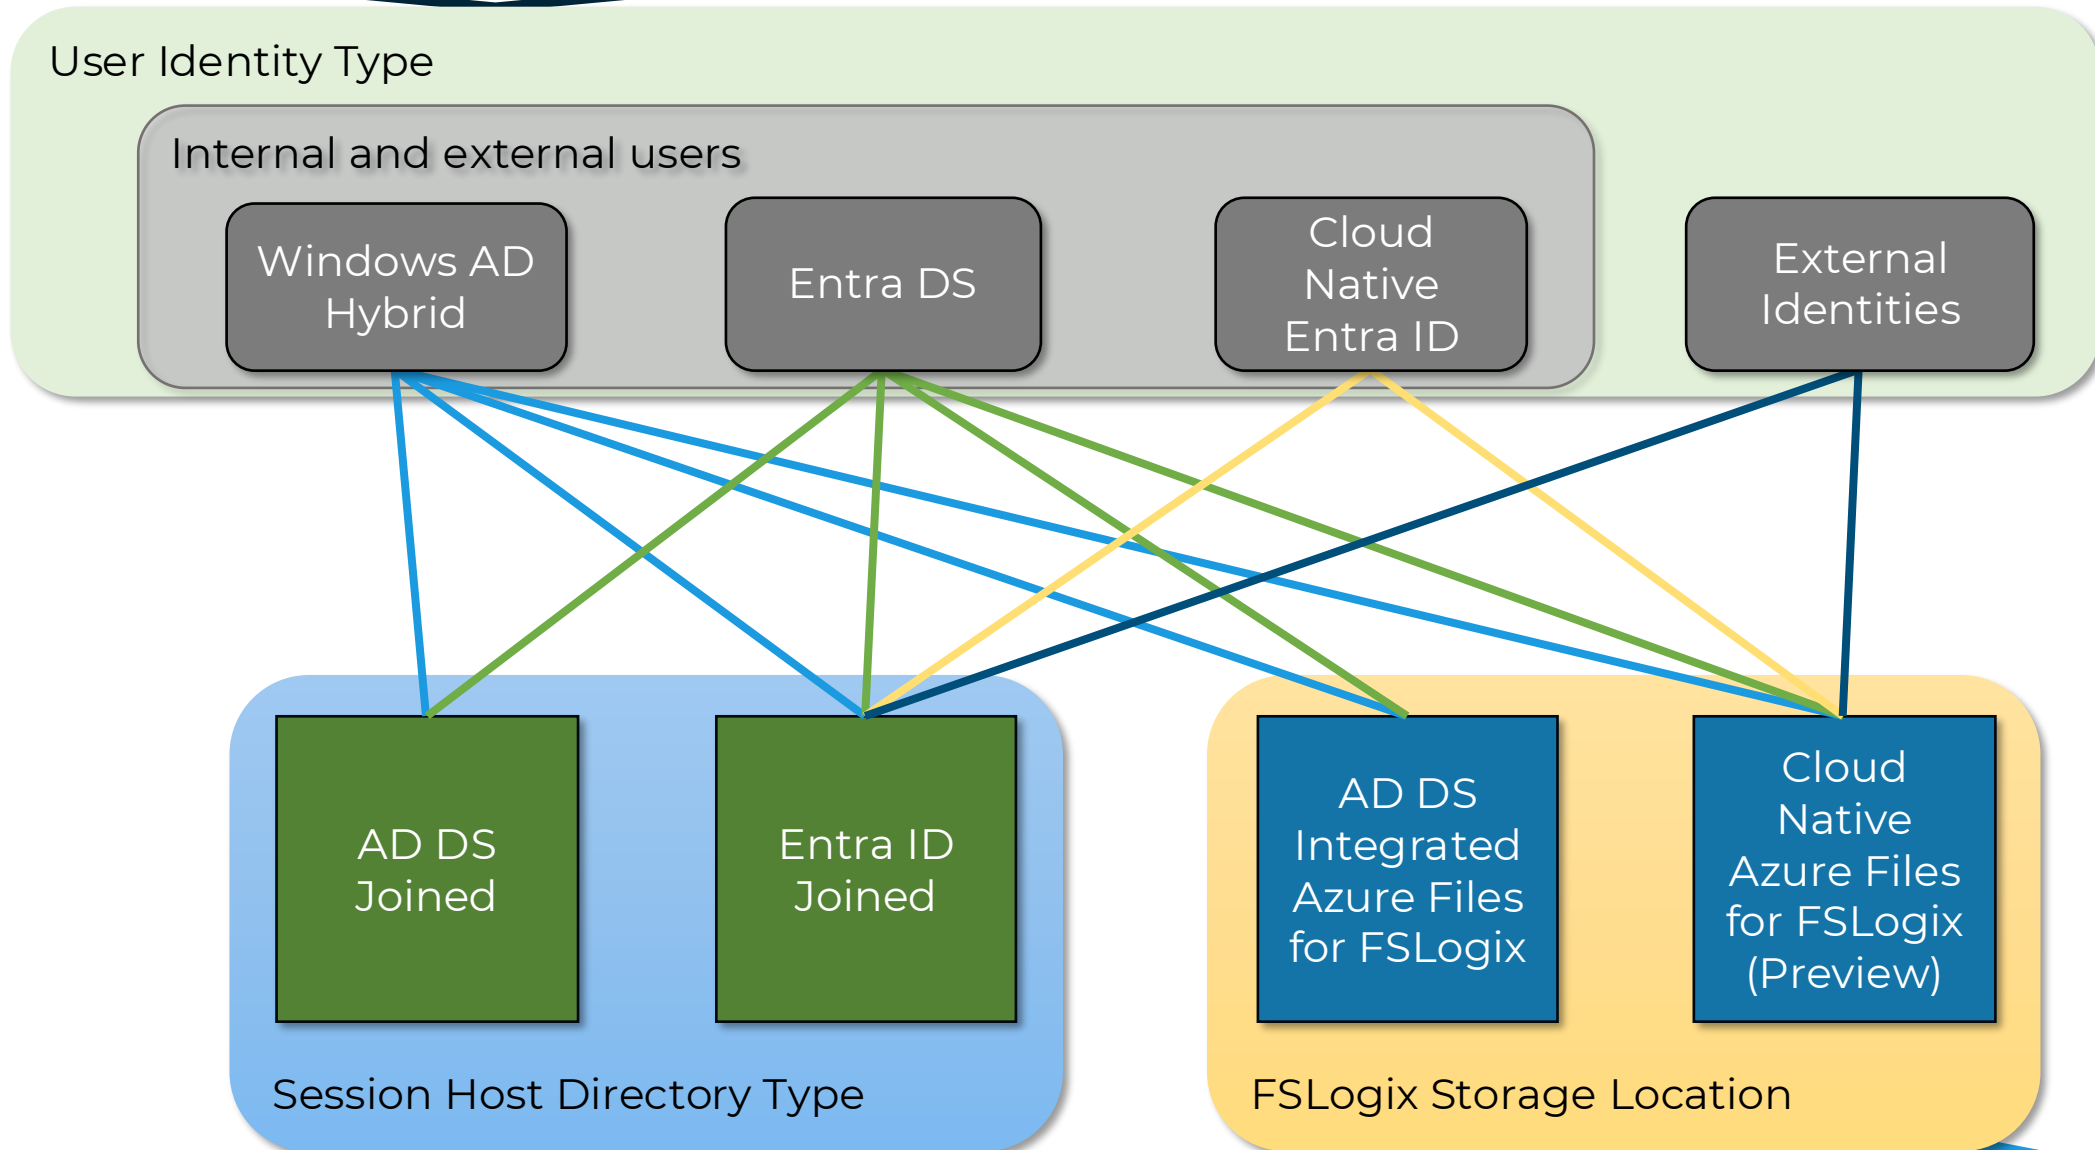 User Identity Type
Internal and external users
Windows AD
Hybrid
Entra DS
Cloud
Native
Entra ID
External
Identities
AD DS
Joined
Entra ID
Joined
Session Host Directory Type
AD DS
Integrated
Azure Files
for FSLogix
Cloud
Native
Azure Files
for FSLogix
(Preview)
FSLogix Storage Location